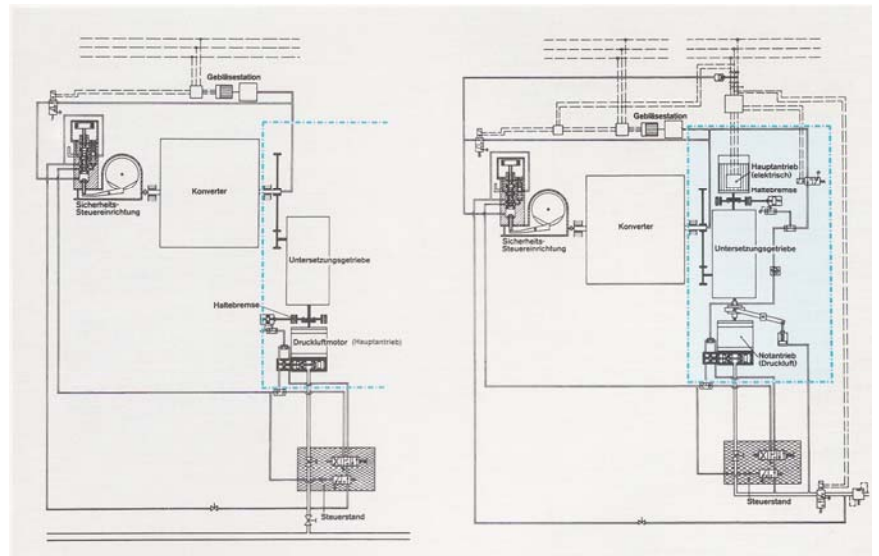 Gebläsestation
Sicherheits-
Steuereinrichtung
Konverter
Untersetzungsgetriebe
Haltebremse
Druckluftmotor (Hauptantrieb)
Steuerstand
Gebläsestation
Hauptantrieb
(elektrisch)
Haltebremse
Sicherheits-
Steuereinrichtung
Konverter
Untersetzungsgetriebe
Notantrieb
(Druckluft)
Steuerstand